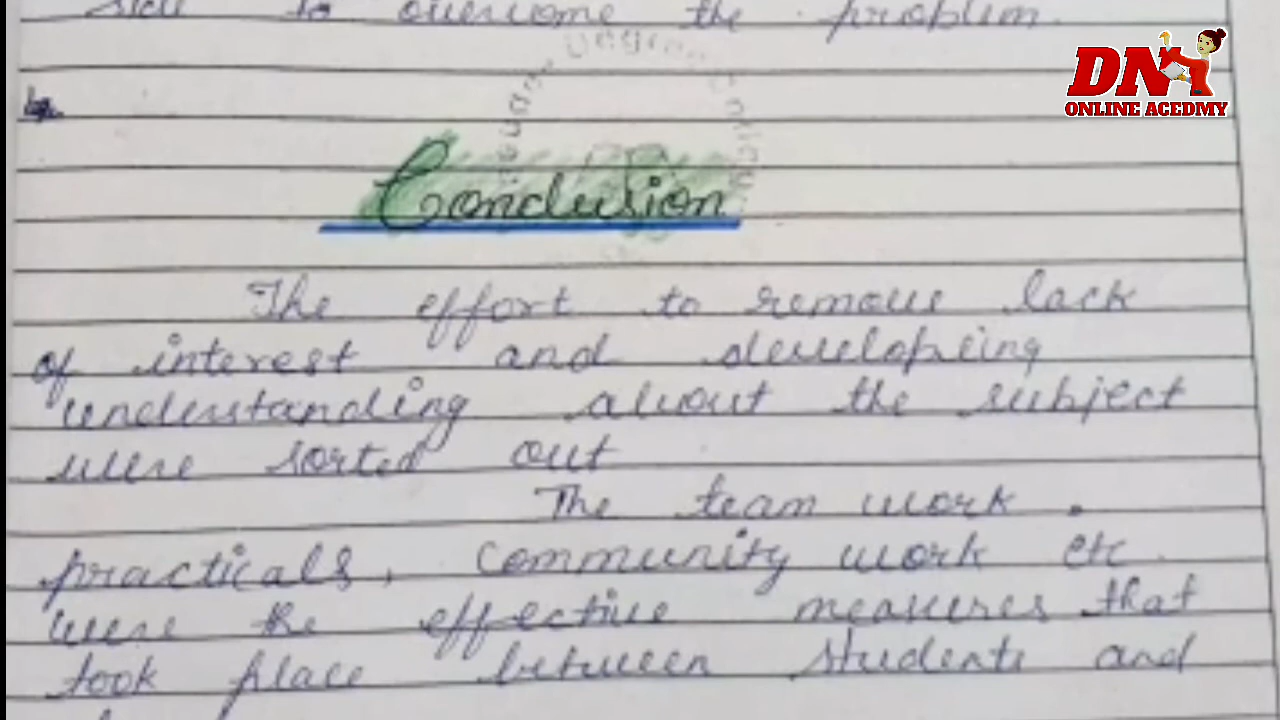 to overcome the problem.
DNA
ONLINE ACEDMY
Conclusion
The effort to remove lack
of interest and developing
understanding about the subject
were sorted out
The team work .
practicals, community work etc.
were the effective measures that
took place between students and